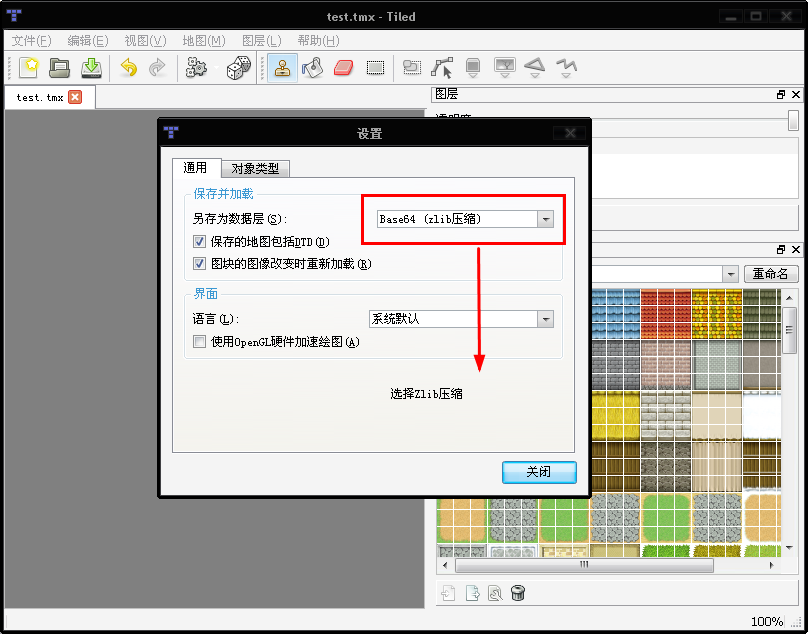 test.tmx - Tiled
文件(F) 编辑(E) 视图(V) 地图(M) 图层(L) 帮助(H)
test.tmx
图层
设置
通用 对象类型
保存并加载
另存为数据层(S): Base64 (zlib压缩)
保存的地图包括DTD(D)
图块的图像改变时重新加载(R)
界面
语言(L): 系统默认
使用OpenGL硬件加速绘图(A)
选择Zlib压缩
关闭
重命名
100%